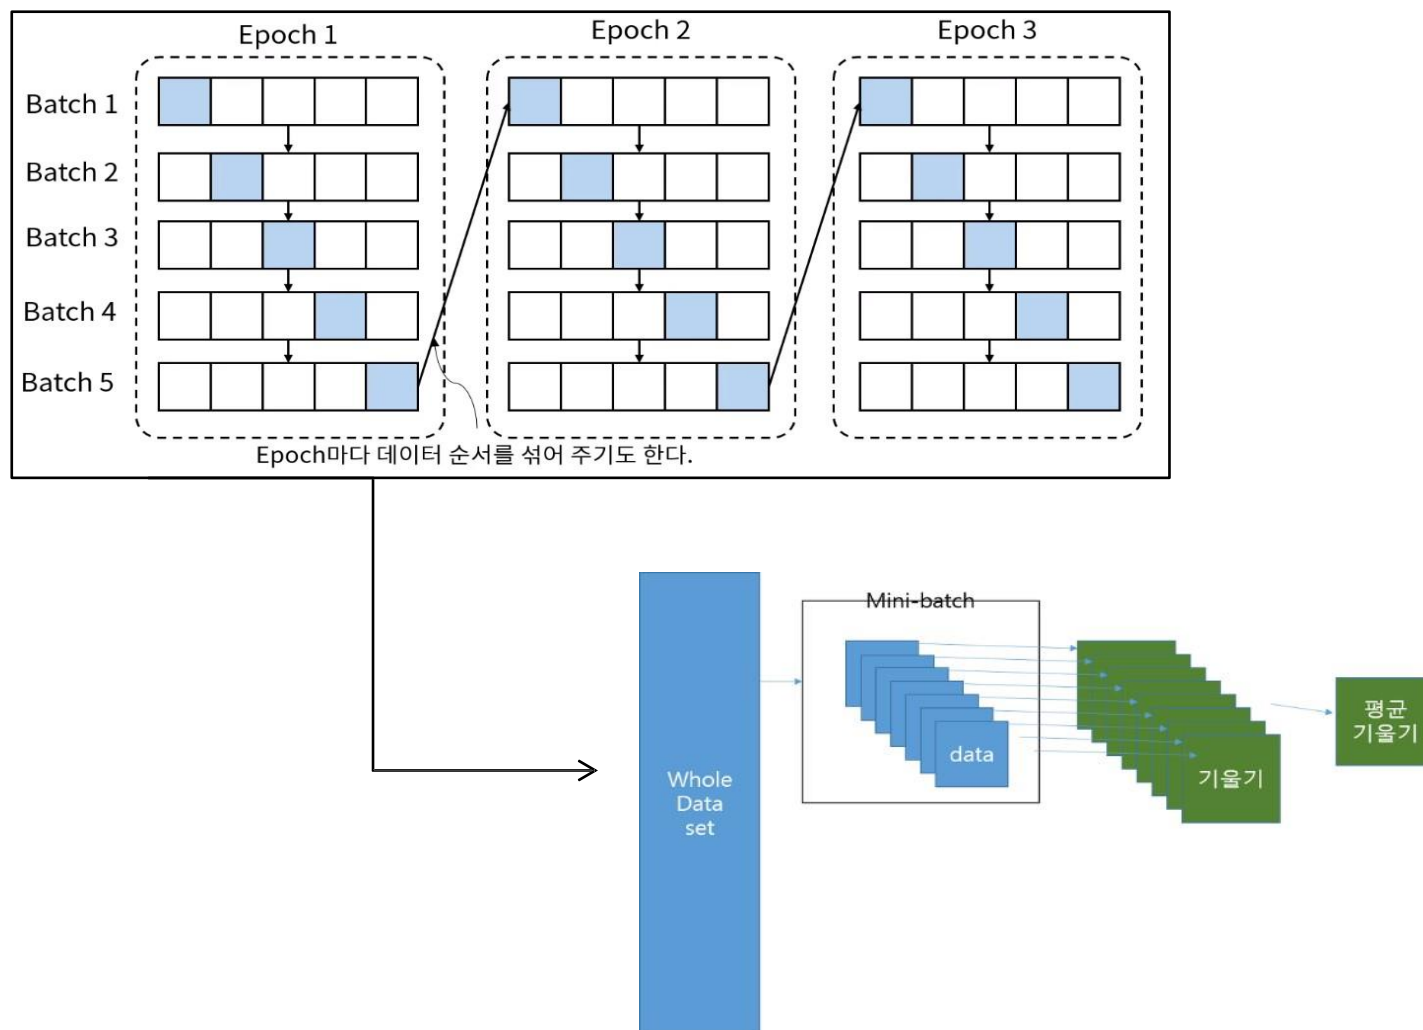 Epoch 1
Epoch 2
Epoch 3
Batch 1
Batch 2
Batch 3
Batch 4
Batch 5
Epoch마다 데이터 순서를 섞어 주기도 한다.
Whole
Data
set
Mini-batch
data
기울기
평균
기울기